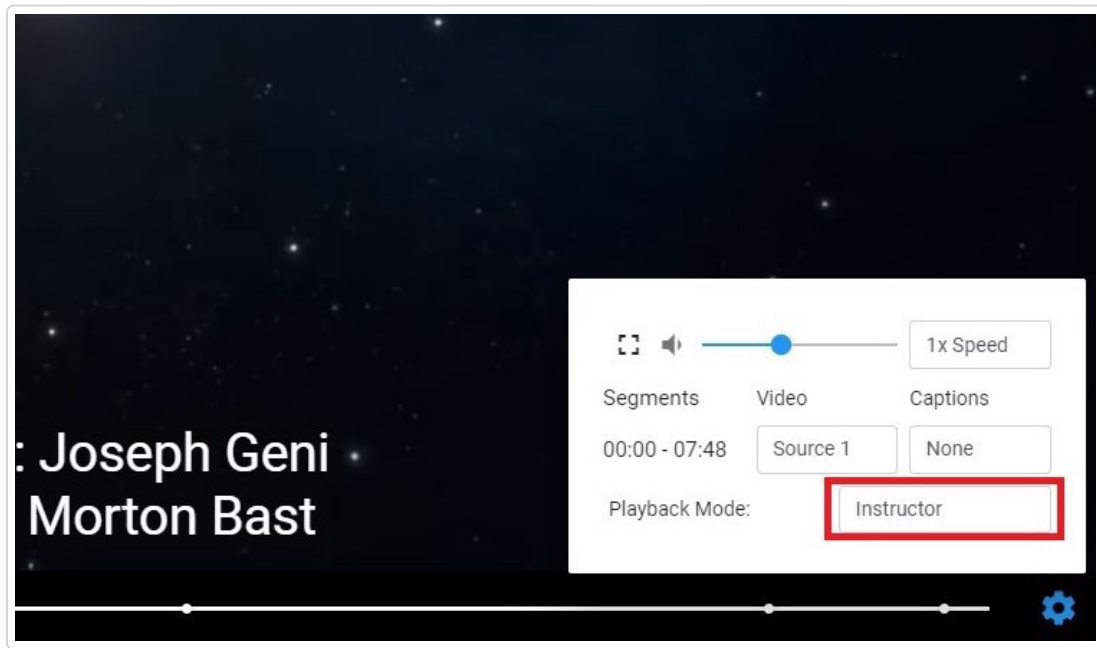 1x Speed
Segments Video Captions
00:00 - 07:48 Source 1 None
: Joseph Geni
Morton Bast
Playback Mode: Instructor